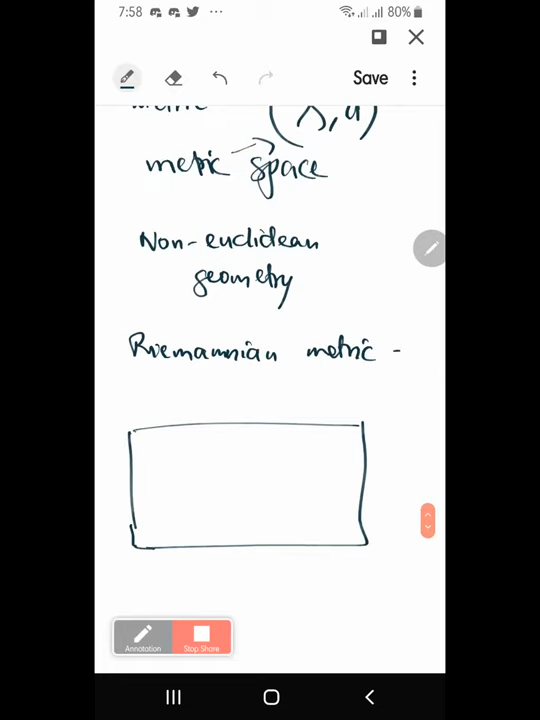 7:58 ... 80%
Save
metric space
Non-euclidean
geometry
Riemannian metric -
Annotation
Stop Share